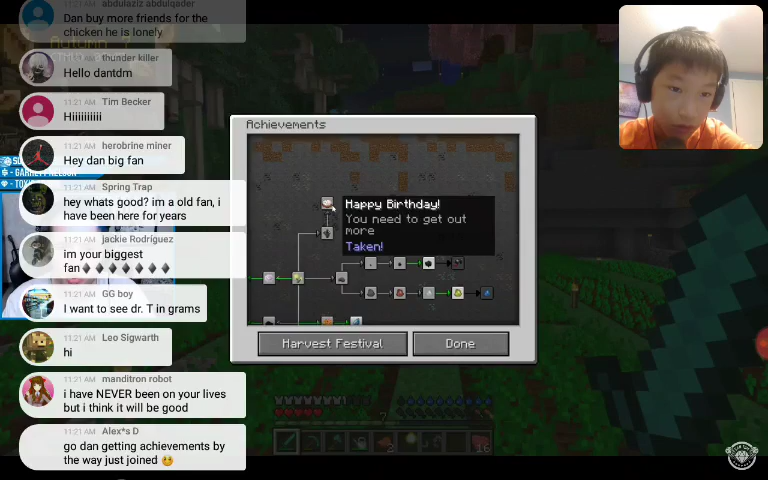 abdulaziz abdulqader
Dan buy more friends for the
chicken he is lonely
thunder killer
Hello dantdm
11:21 AM Tim Becker
Hiiiiiiiiii
11:21 AM herobrine miner
Hey dan big fan
11:21 AM Spring Trap
hey whats good? im a old fan, i
have been here for years
11:21 AM jackie Rodríguez
im your biggest
fan♦♦♦♦♦♦♦
11:21 AM GG boy
I want to see dr. T in grams
11:21 AM Leo Sigwarth
hi
11:21 AM manditron robot
i have NEVER been on your lives
but i think it will be good
11:21 AM Alex*s D
go dan getting achievements by
the way just joined
Achievements
Happy Birthday!
You need to get out
more
Taken!
Harvest Festival
Done
7
3
16